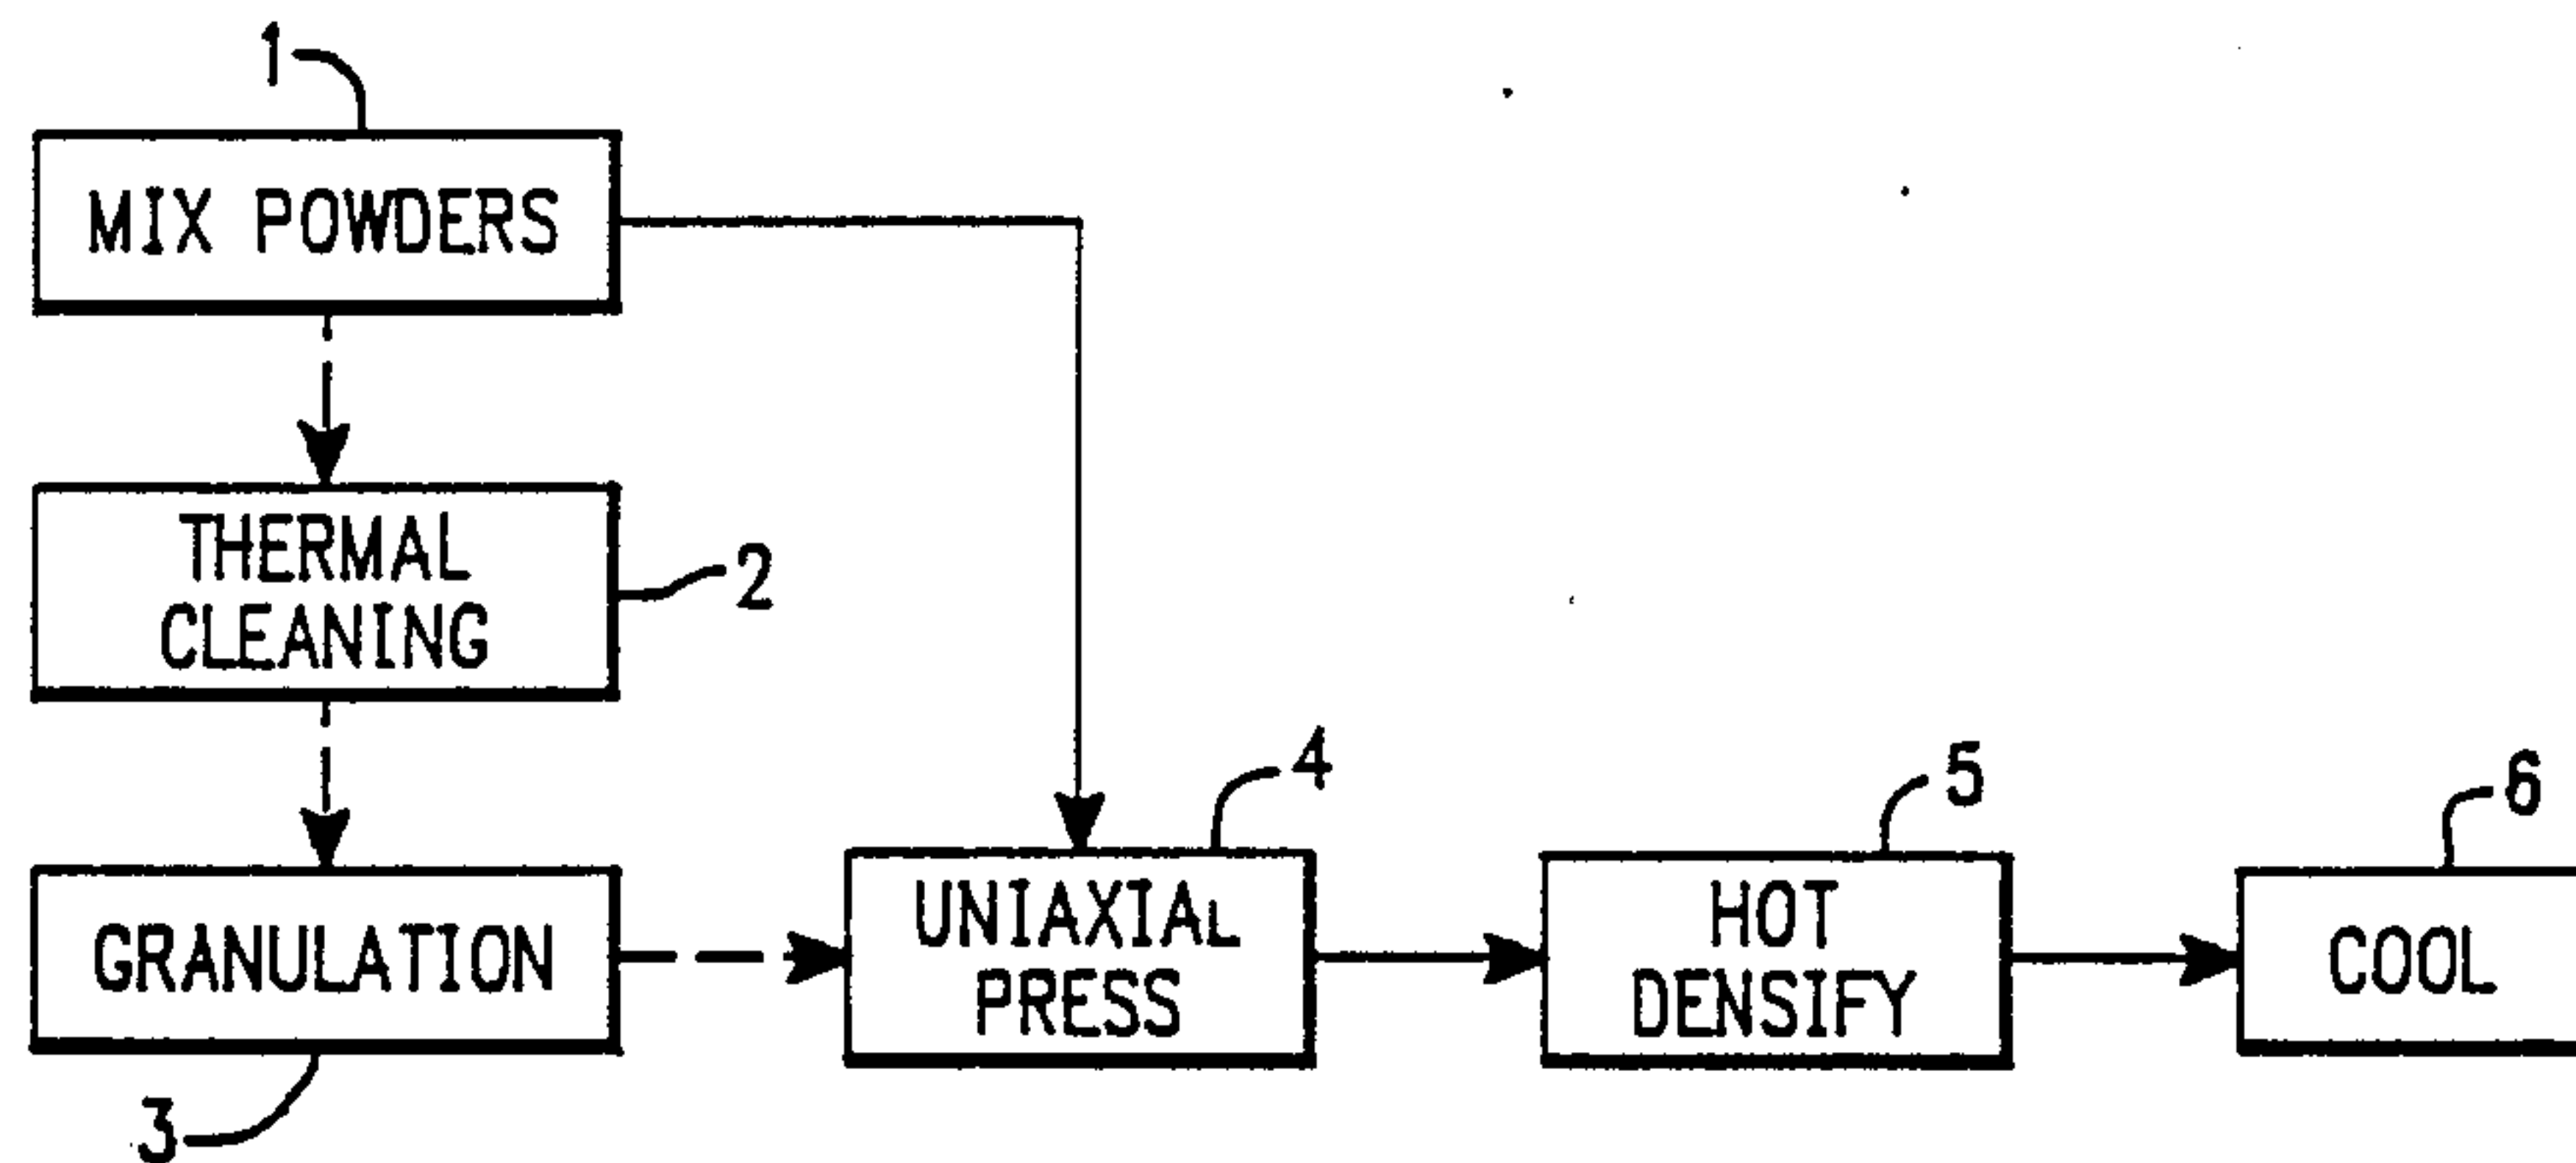 1
MIX POWDERS
THERMAL
CLEANING
2
GRANULATION
3
4
UNIAXIAL
PRESS
5
HOT
DENSIFY
6
COOL